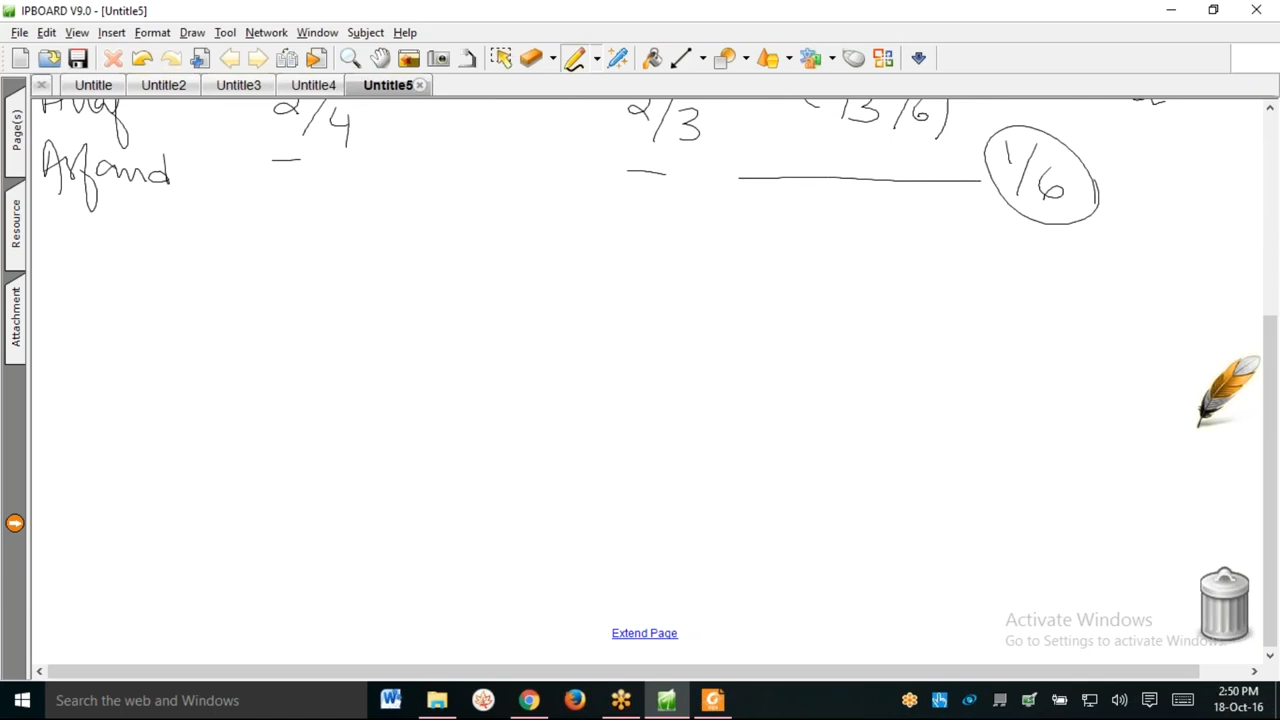 IPBOARD V9.0 - [Untitle5]
File Edit View Insert Format Draw Tool Network Window Subject Help
Untitle Untitle2 Untitle3 Untitle4 Untitle5
Page(s)
Resource
Attachment
2/4 2/3 13/6)
— — 1/6
Extend Page
Activate Windows
Go to Settings to activate Windows.
Search the web and Windows
2:50 PM
18-Oct-16